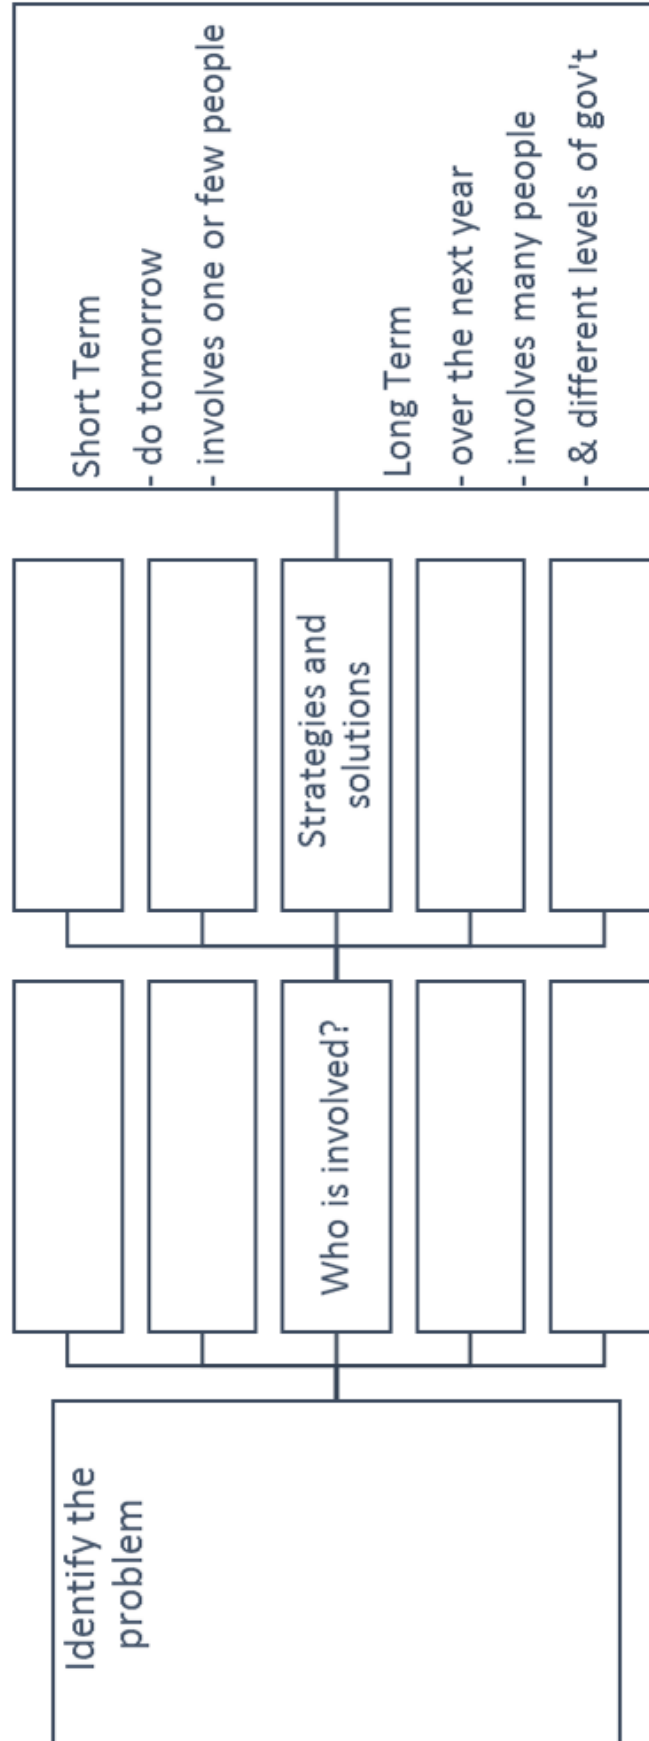 Identify the
problem
Who is involved?
Strategies and
solutions
Short Term
- do tomorrow
- involves one or few people
Long Term
- over the next year
- involves many people
- & different levels of gov't